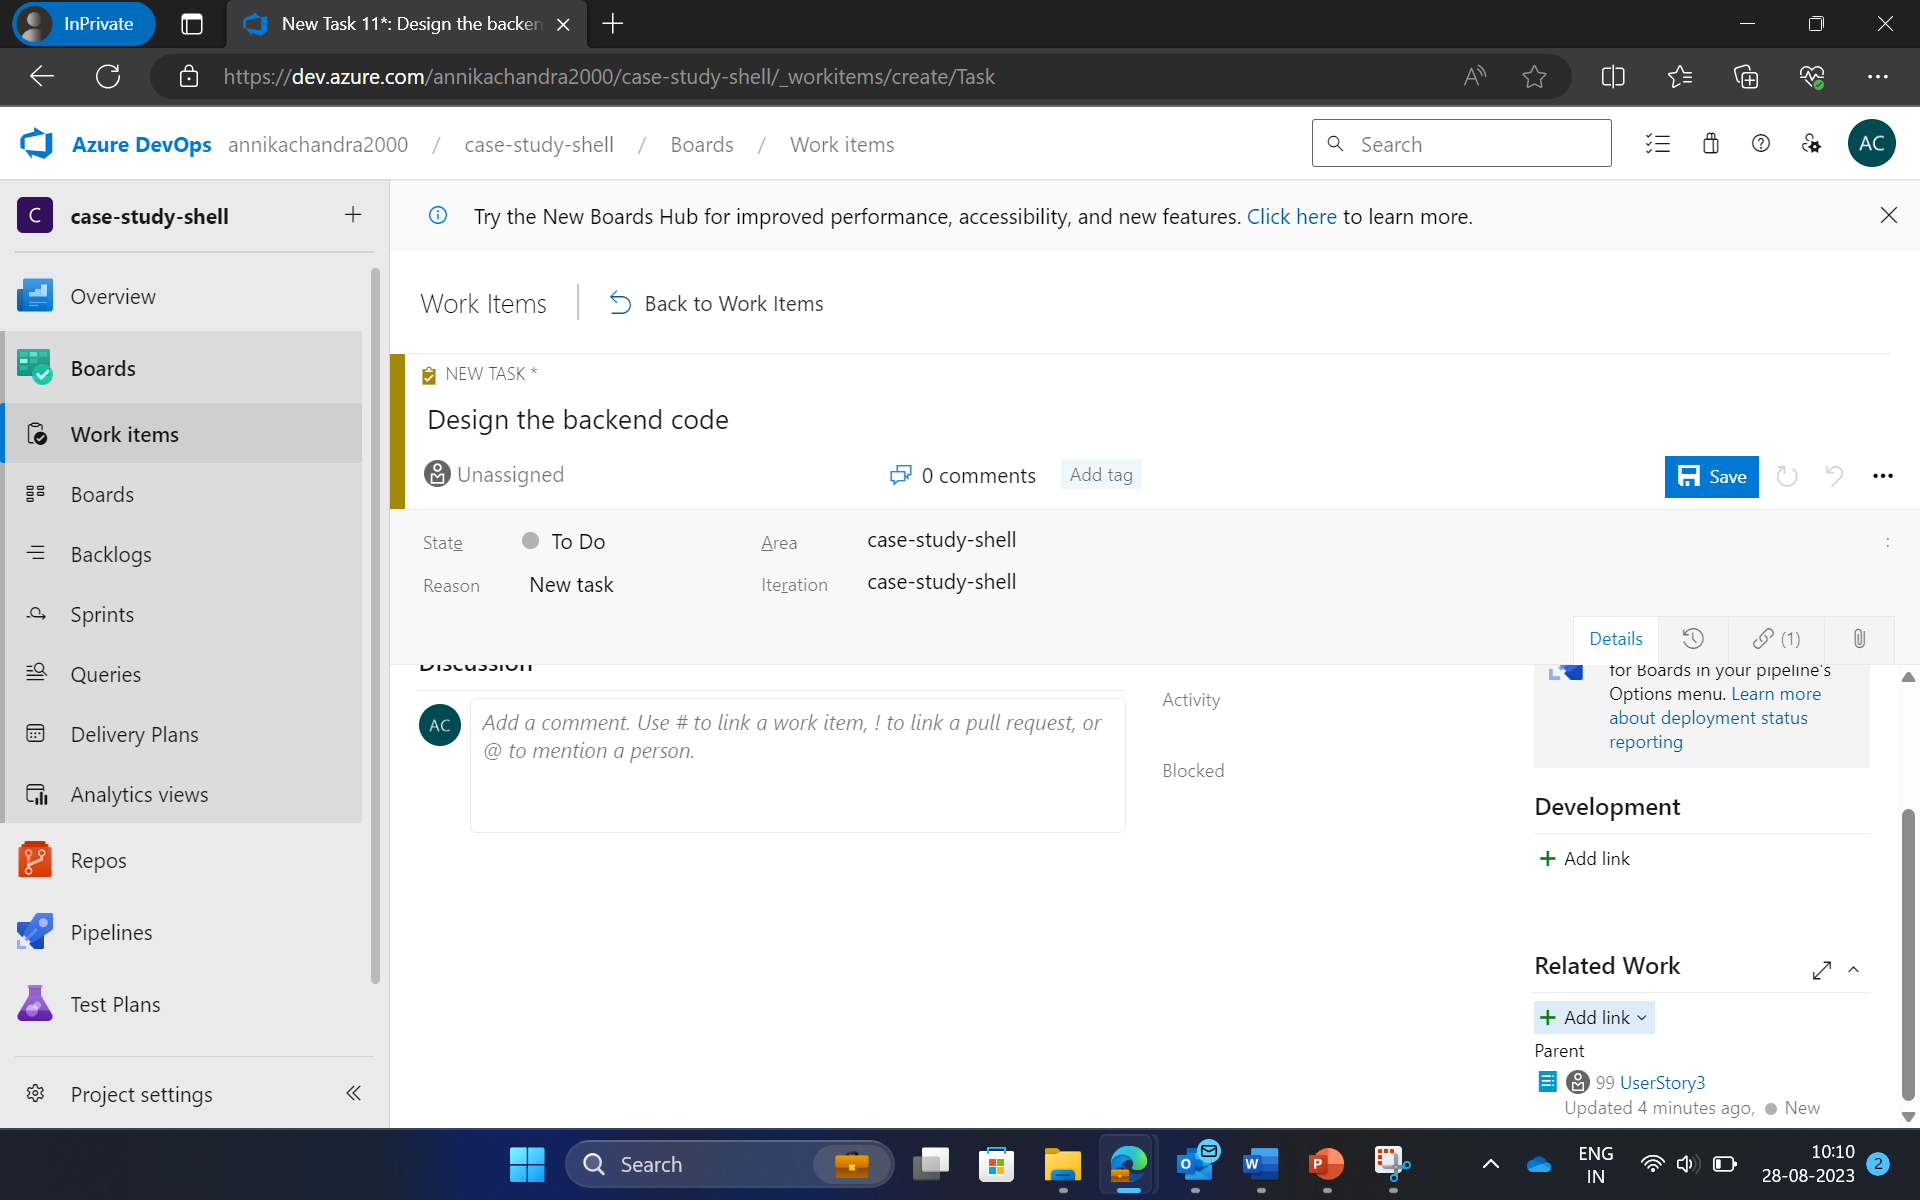 InPrivate
New Task 11*: Design the backen
https://dev.azure.com/annikachandra2000/case-study-shell/_workitems/create/Task
Azure DevOps annikachandra2000 / case-study-shell / Boards / Work items
Search
AC
C case-study-shell
Try the New Boards Hub for improved performance, accessibility, and new features. Click here to learn more.
Overview
Boards
Work items
Boards
Backlogs
Sprints
Queries
Delivery Plans
Analytics views
Repos
Pipelines
Test Plans
Project settings
Work Items
Back to Work Items
NEW TASK *
Design the backend code
Unassigned
0 comments
Add tag
Save
State To Do
Area case-study-shell
Reason New task
Iteration case-study-shell
Details
(1)
Discussion
AC
Add a comment. Use # to link a work item, ! to link a pull request, or
@ to mention a person.
Activity
Blocked
for Boards in your pipeline's
Options menu. Learn more
about deployment status
reporting
Development
+ Add link
Related Work
+ Add link
Parent
99 UserStory3
Updated 4 minutes ago, New
Search
ENG
IN
10:10
28-08-2023
2